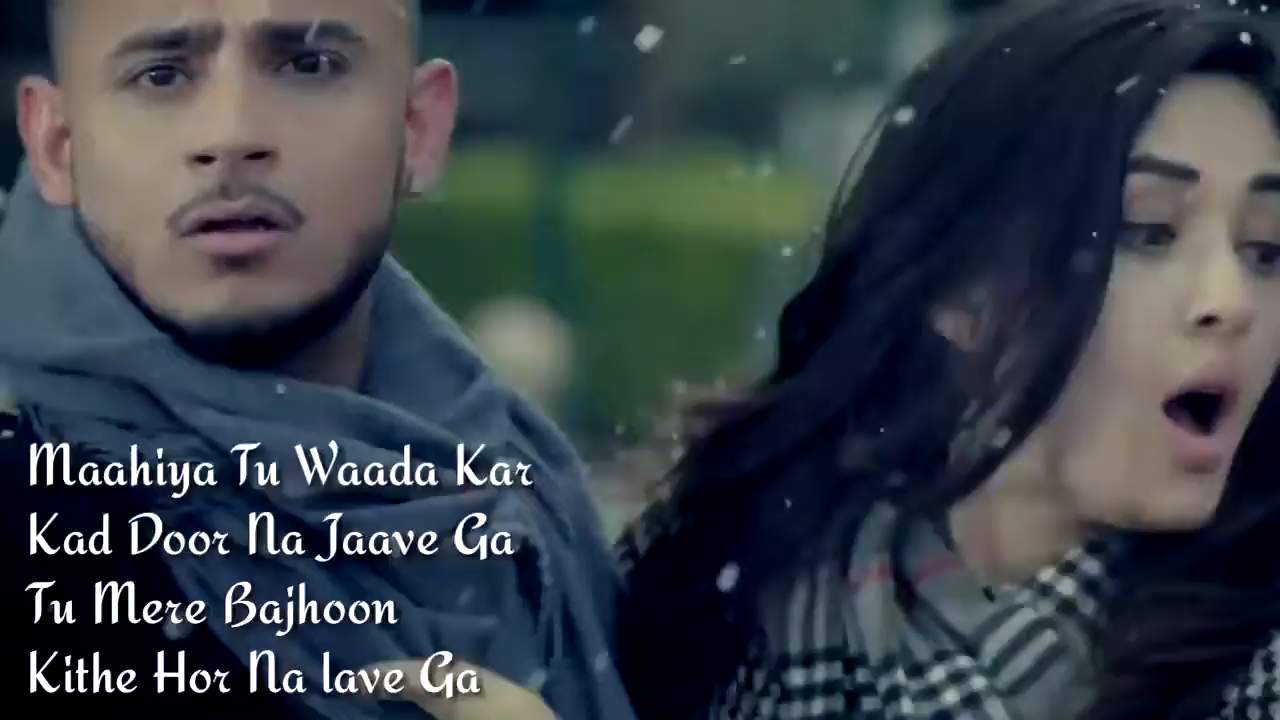 Maahiya Tu Waada Kar
Kad Door Na Jaave Ga
Tu Mere Bajhoon
Kithe Hor Na lave Ga